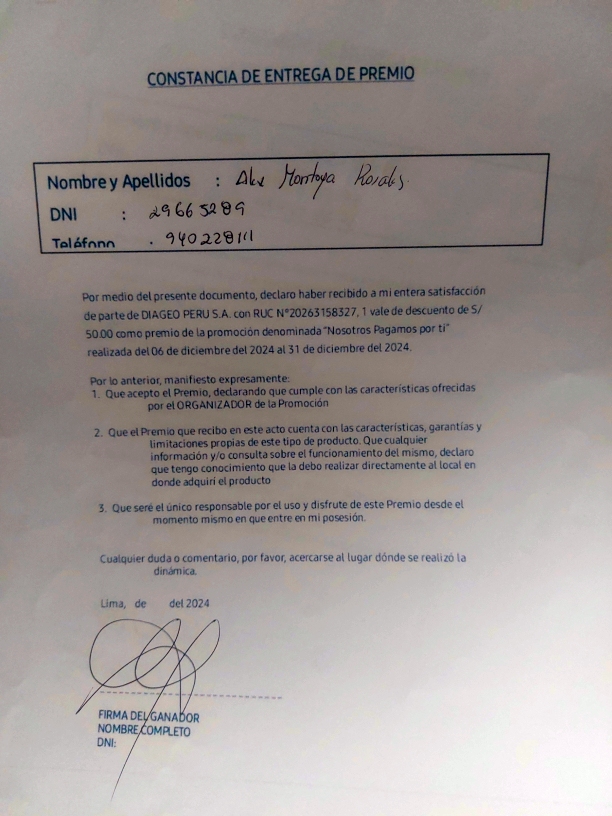 CONSTANCIA DE ENTREGA DE PREMIO
Nombre y Apellidos : Alex Montoya Rosales
DNI : 29665289
Teléfono . 940228111
Por medio del presente documento, declaro haber recibido a mi entera satisfacción
de parte de DIAGEO PERU S.A. con RUC N°20263158327, 1 vale de descuento de S/
50.00 como premio de la promoción denominada "Nosotros Pagamos por ti"
realizada del 06 de diciembre del 2024 al 31 de diciembre del 2024.
Por lo anterior, manifiesto expresamente:
1. Que acepto el Premio, declarando que cumple con las características ofrecidas
por el ORGANIZADOR de la Promoción
2. Que el Premio que recibo en este acto cuenta con las características, garantías y
limitaciones propias de este tipo de producto. Que cualquier
información y/o consulta sobre el funcionamiento del mismo, declaro
que tengo conocimiento que la debo realizar directamente al local en
donde adquirí el producto
3. Que seré el único responsable por el uso y disfrute de este Premio desde el
momento mismo en que entre en mi posesión.
Cualquier duda o comentario, por favor, acercarse al lugar dónde se realizó la
dinámica.
Lima, de del 2024
FIRMA DEL GANADOR
NOMBRE COMPLETO
DNI: